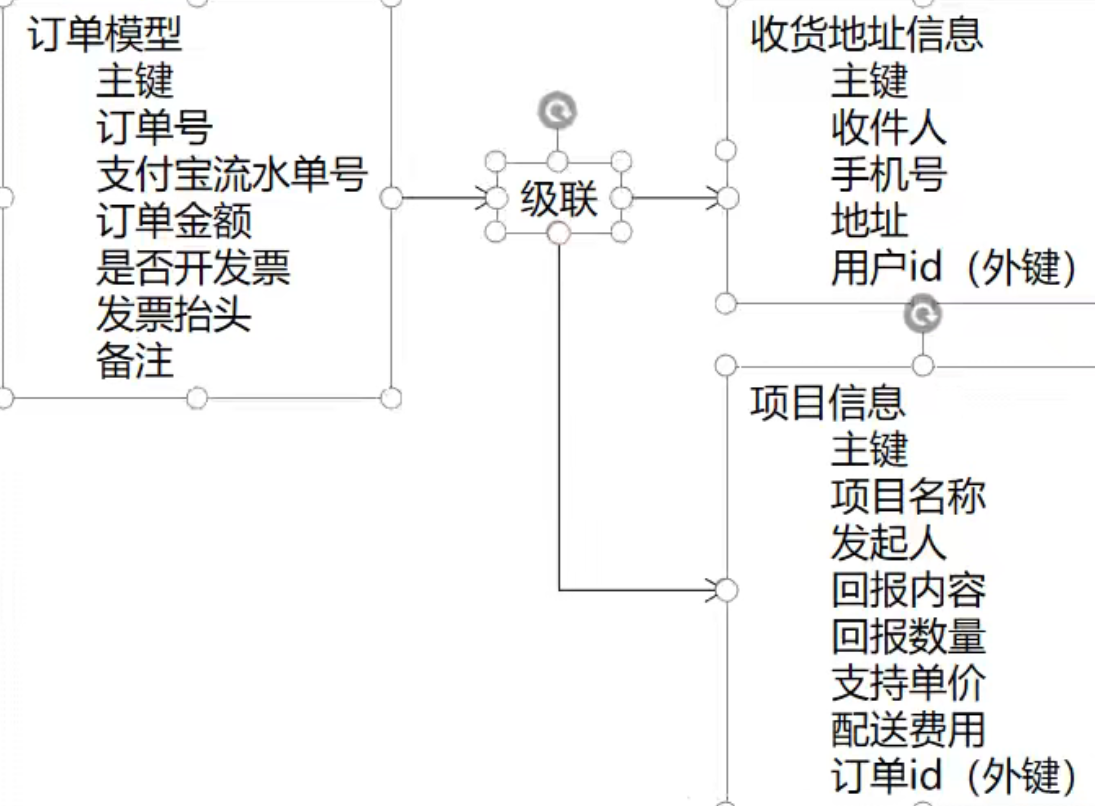 订单模型
主键
订单号
支付宝流水单号
订单金额
是否开发票
发票抬头
备注
级联
收货地址信息
主键
收件人
手机号
地址
用户id（外键）
项目信息
主键
项目名称
发起人
回报内容
回报数量
支持单价
配送费用
订单id（外键）